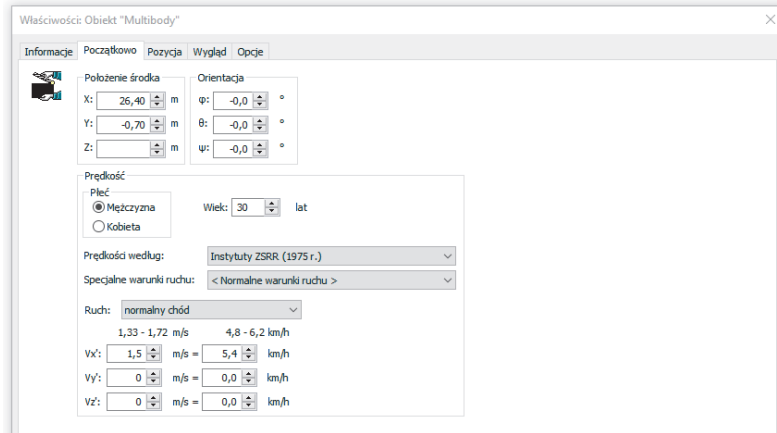 Właściwości: Obiekt "Multibody"
Informacje Początkowo Pozycja Wygląd Opcje
Położenie środka Orientacja
X: 26,40 m φ: -0,0 °
Y: -0,70 m θ: -0,0 °
Z: m ψ: -0,0 °
Prędkość
Płeć
Mężczyzna Wiek: 30 lat
Kobieta
Prędkości według: Instytuty ZSRR (1975 r.)
Specjalne warunki ruchu: < Normalne warunki ruchu >
Ruch: normalny chód
1,33 - 1,72 m/s 4,8 - 6,2 km/h
Vx': 1,5 m/s = 5,4 km/h
Vy': 0 m/s = 0,0 km/h
Vz': 0 m/s = 0,0 km/h